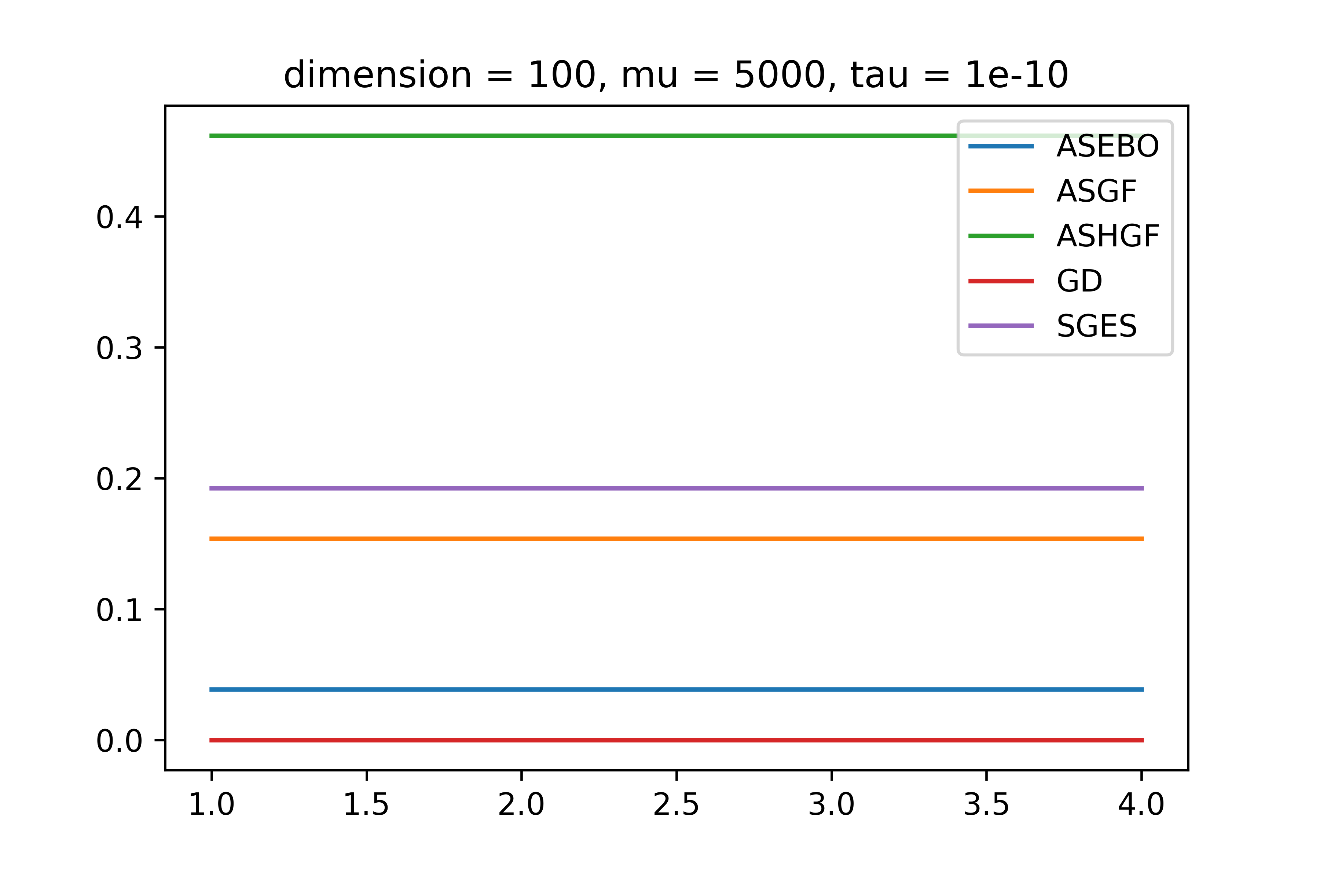 dimension = 100, mu = 5000, tau = 1e-10
ASEBO
ASGF
ASHGF
GD
SGES
0.4
0.3
0.2
0.1
0.0
1.0 1.5 2.0 2.5 3.0 3.5 4.0